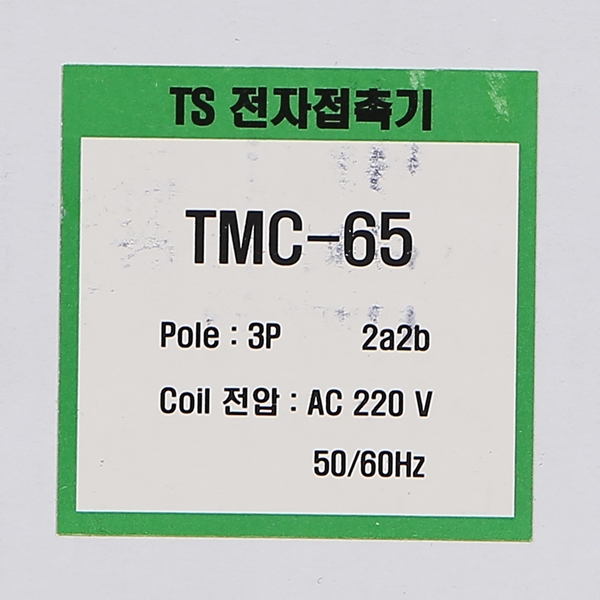 TS 전자접촉기
TMC-65
Pole : 3P 2a2b
Coil 전압 : AC 220 V
50/60Hz